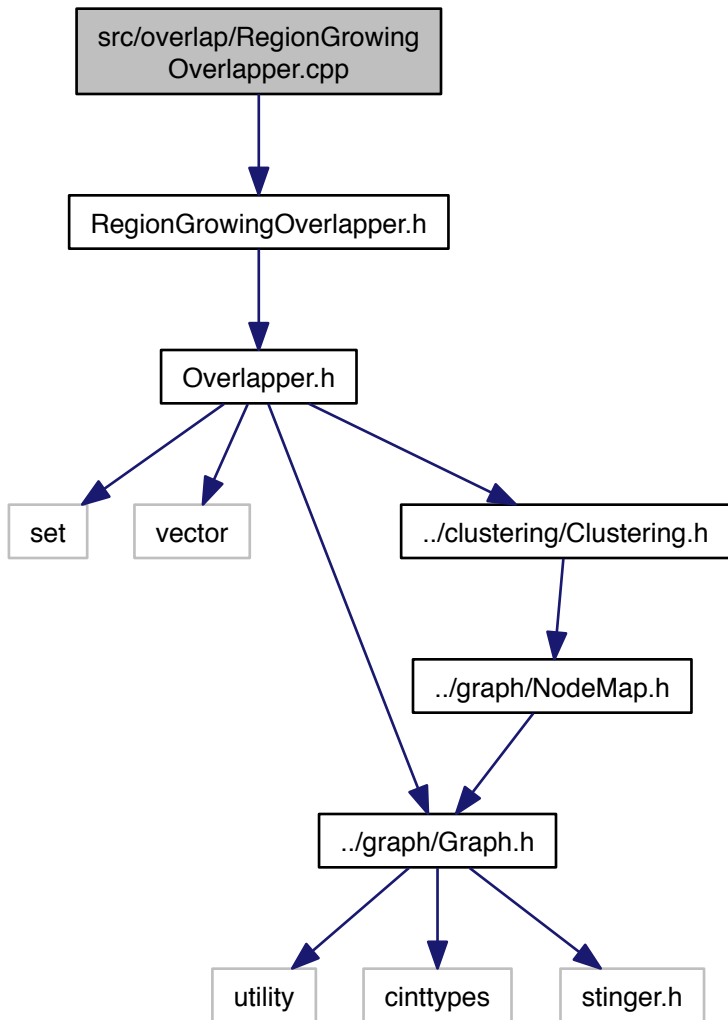 src/overlap/RegionGrowing
Overlapper.cpp
RegionGrowingOverlapper.h
Overlapper.h
set
vector
../clustering/Clustering.h
../graph/NodeMap.h
../graph/Graph.h
utility
cinttypes
stinger.h